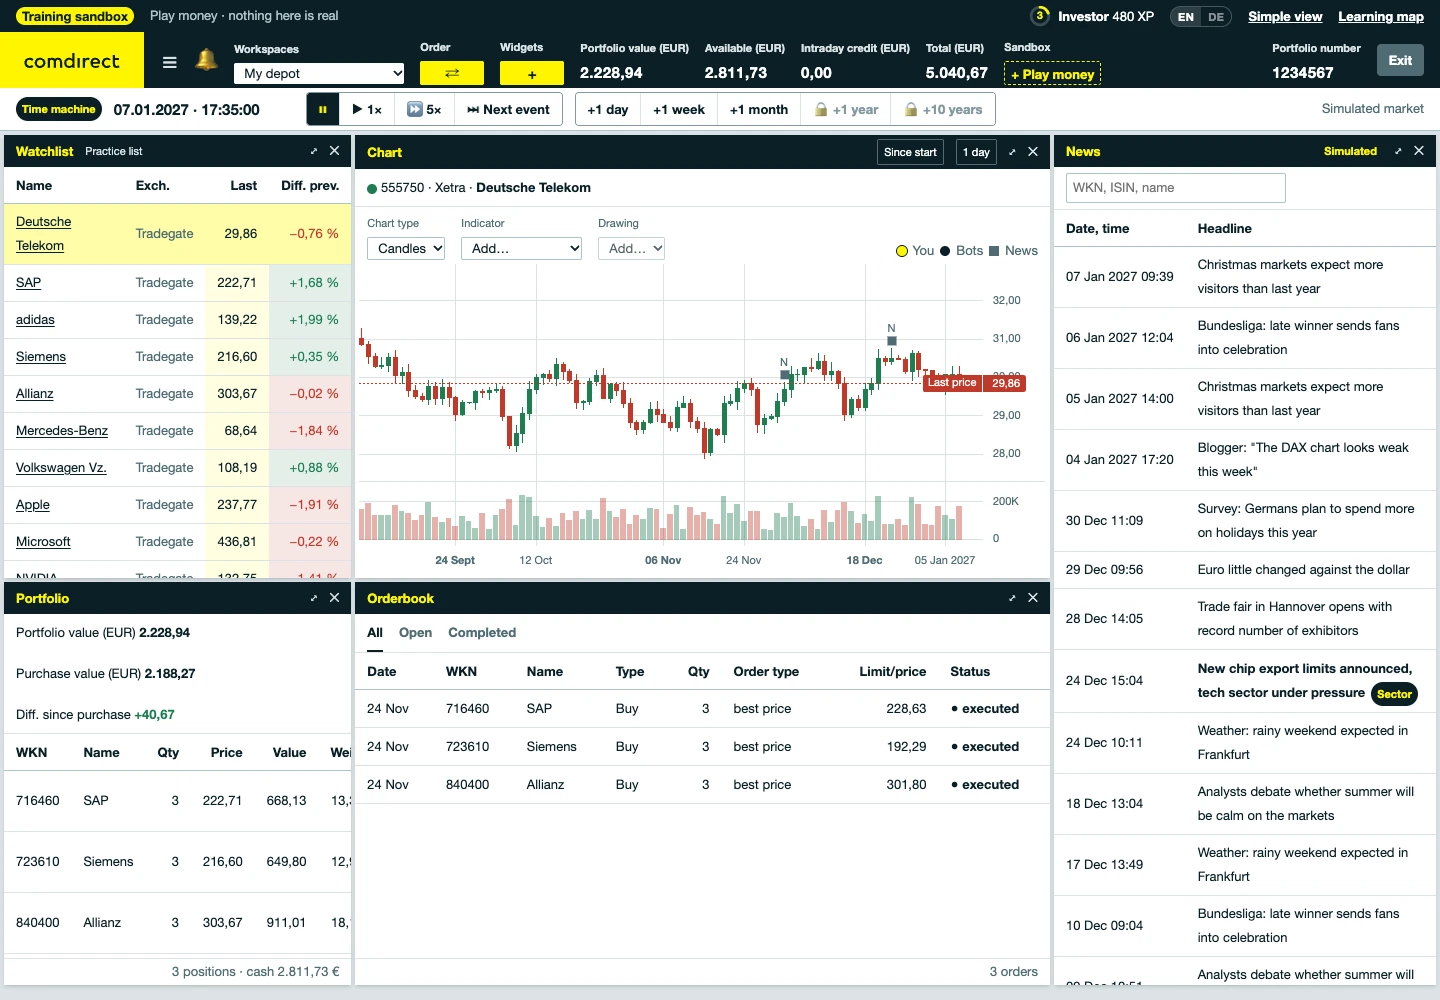 Training sandbox Play money · nothing here is real 3 Investor 480 XP EN DE Simple view Learning map
comdirect
Workspaces Order Widgets Portfolio value (EUR) Available (EUR) Intraday credit (EUR) Total (EUR) Sandbox Portfolio number
My depot 2.228,94 2.811,73 0,00 5.040,67 + Play money 1234567 Exit
Time machine 07.01.2027 · 17:35:00 1× 5× Next event +1 day +1 week +1 month +1 year +10 years Simulated market
Watchlist Practice list
Name Exch. Last Diff. prev.
Deutsche Telekom Tradegate 29,86 −0,76 %
SAP Tradegate 222,71 +1,68 %
adidas Tradegate 139,22 +1,99 %
Siemens Tradegate 216,60 +0,35 %
Allianz Tradegate 303,67 −0,02 %
Mercedes-Benz Tradegate 68,64 −1,84 %
Volkswagen Vz. Tradegate 108,19 +0,88 %
Apple Tradegate 237,77 −1,91 %
Microsoft Tradegate 436,81 −0,22 %
NVIDIA Tradegate 132,75 −1,41 %
Chart Since start 1 day
555750 · Xetra · Deutsche Telekom
Chart type Indicator Drawing
Candles Add... Add...
You Bots News
32,00
31,00
N
N
Last price 29,86
29,00
28,00
200K
0
24 Sept 12 Oct 06 Nov 24 Nov 18 Dec 05 Jan 2027
News Simulated
WKN, ISIN, name
Date, time Headline
07 Jan 2027 09:39 Christmas markets expect more
visitors than last year
06 Jan 2027 12:04 Bundesliga: late winner sends fans
into celebration
05 Jan 2027 14:00 Christmas markets expect more
visitors than last year
04 Jan 2027 17:20 Blogger: "The DAX chart looks weak
this week"
30 Dec 11:09 Survey: Germans plan to spend more
on holidays this year
29 Dec 09:56 Euro little changed against the dollar
28 Dec 14:05 Trade fair in Hannover opens with
record number of exhibitors
24 Dec 15:04 New chip export limits announced,
tech sector under pressure Sector
24 Dec 10:11 Weather: rainy weekend expected in
Frankfurt
18 Dec 13:04 Analysts debate whether summer will
be calm on the markets
17 Dec 13:49 Weather: rainy weekend expected in
Frankfurt
10 Dec 09:04 Bundesliga: late winner sends fans
into celebration
Analysts debate whether summer will
Portfolio
Portfolio value (EUR) 2.228,94
Purchase value (EUR) 2.188,27
Diff. since purchase +40,67
WKN Name Qty Price Value Wei
716460 SAP 3 222,71 668,13 13,
723610 Siemens 3 216,60 649,80 12,
840400 Allianz 3 303,67 911,01 18,
3 positions · cash 2.811,73 €
Orderbook
All Open Completed
Date WKN Name Type Qty Order type Limit/price Status
24 Nov 716460 SAP Buy 3 best price 228,63 • executed
24 Nov 723610 Siemens Buy 3 best price 192,29 • executed
24 Nov 840400 Allianz Buy 3 best price 301,80 • executed
3 orders